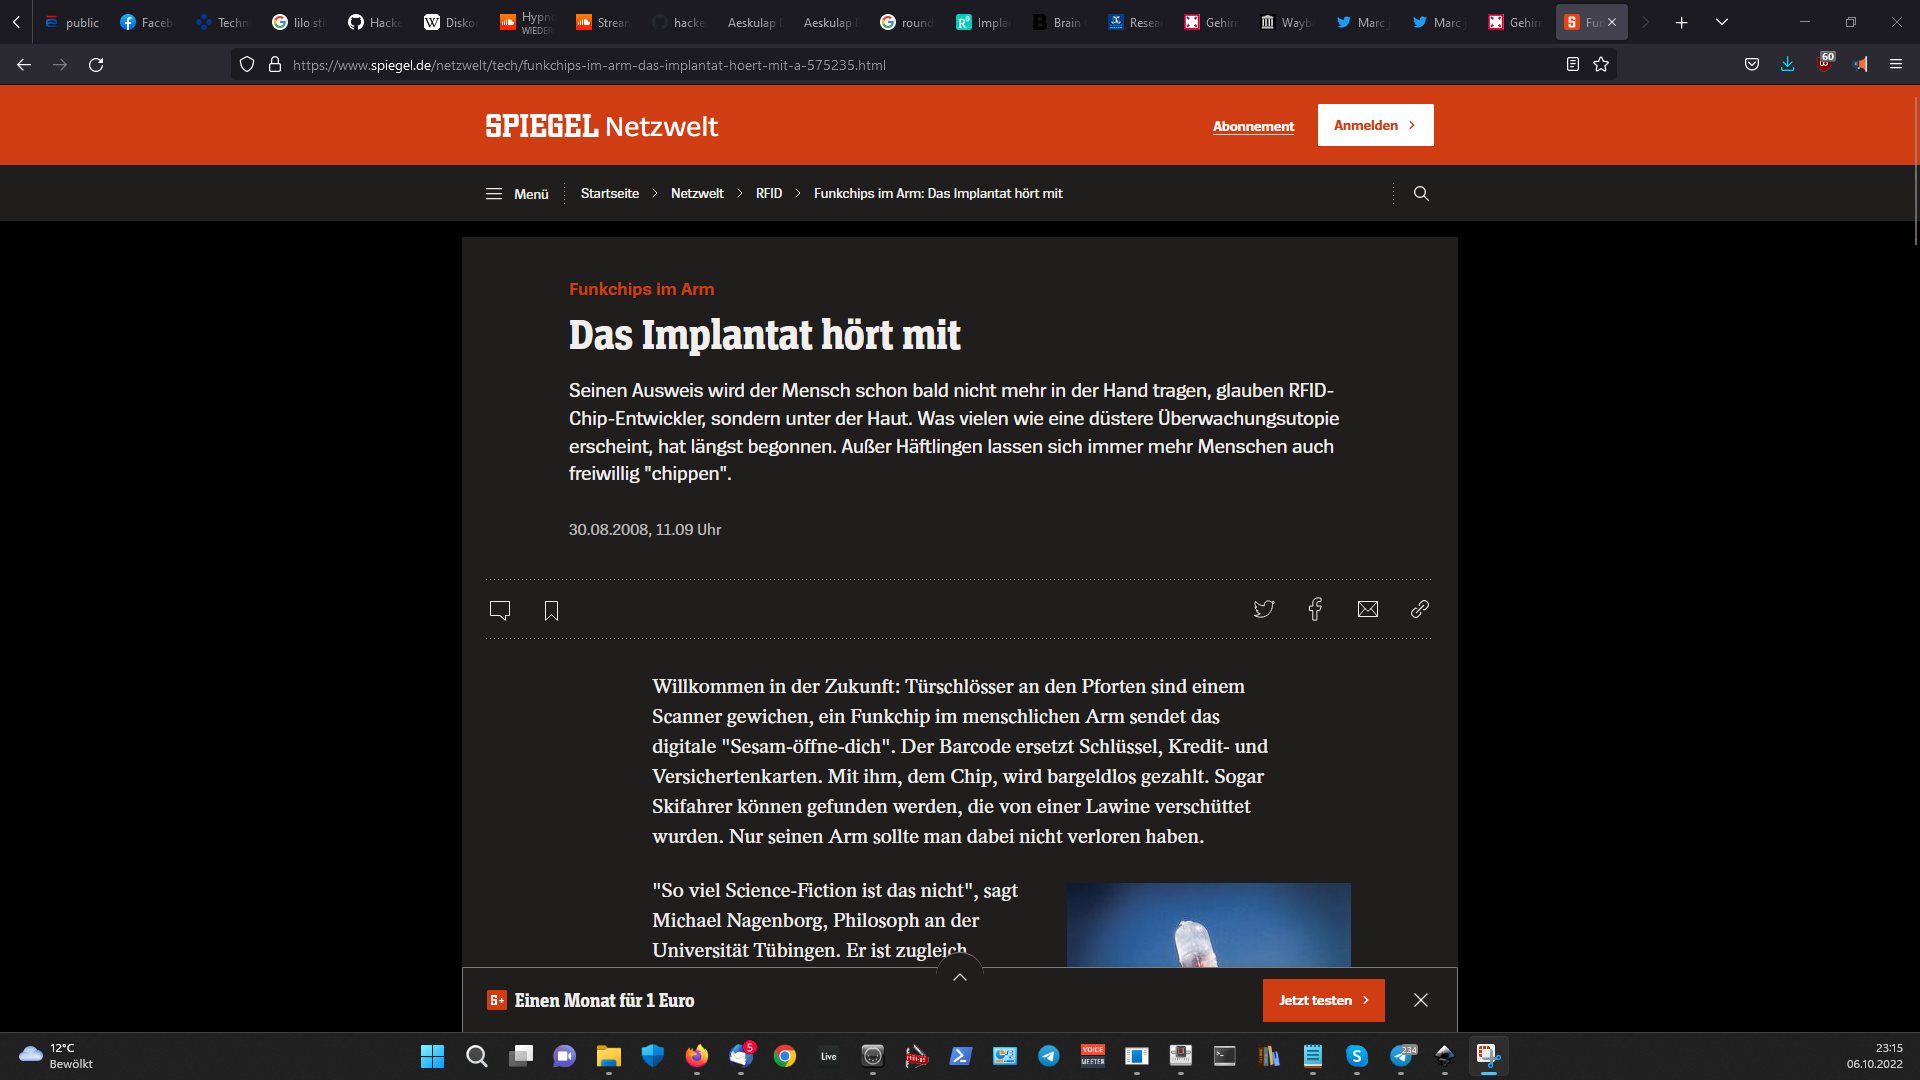 public
Faceb
Techn
lilo sti
Hacke
Disko
Hypn
WIEDER
Strean
hacke
Aeskulap
Aeskulap
round
Impla
Brain
Resea
Gehir
Wayb
Marc
Marc
Gehir
Fu
https://www.spiegel.de/netzwelt/tech/funkchips-im-arm-das-implantat-hoert-mit-a-575235.html
60
SPIEGEL Netzwelt
Abonnement
Anmelden
Menü
Startseite
Netzwelt
RFID
Funkchips im Arm: Das Implantat hört mit
Funkchips im Arm
Das Implantat hört mit
Seinen Ausweis wird der Mensch schon bald nicht mehr in der Hand tragen, glauben RFID-
Chip-Entwickler, sondern unter der Haut. Was vielen wie eine düstere Überwachungsutopie
erscheint, hat längst begonnen. Außer Häftlingen lassen sich immer mehr Menschen auch
freiwillig "chippen".
30.08.2008, 11.09 Uhr
Willkommen in der Zukunft: Türschlösser an den Pforten sind einem
Scanner gewichen, ein Funkchip im menschlichen Arm sendet das
digitale "Sesam-öffne-dich". Der Barcode ersetzt Schlüssel, Kredit- und
Versichertenkarten. Mit ihm, dem Chip, wird bargeldlos gezahlt. Sogar
Skifahrer können gefunden werden, die von einer Lawine verschüttet
wurden. Nur seinen Arm sollte man dabei nicht verloren haben.
"So viel Science-Fiction ist das nicht", sagt
Michael Nagenborg, Philosoph an der
Universität Tübingen. Er ist zugleich
S+ Einen Monat für 1 Euro
Jetzt testen
12°C
Bewölkt
5
Live
VOICE
MEETER
234
23:15
06.10.2022